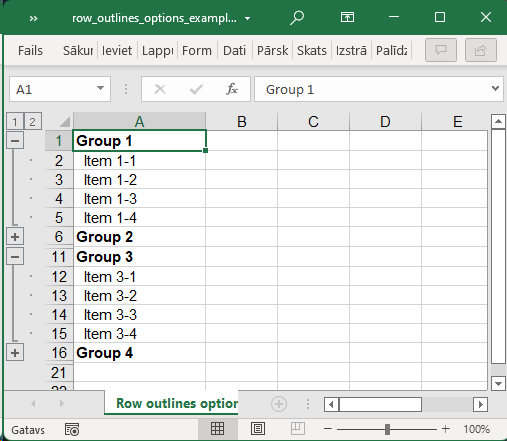 » row_outlines_options_exampl...
Fails Sākur Ieviet Lappu Form Dati Pārsk Skats Izstrā Palīdz
A1 fx Group 1
1 2 A B C D E
1 Group 1
2 Item 1-1
3 Item 1-2
4 Item 1-3
5 Item 1-4
6 Group 2
11 Group 3
12 Item 3-1
13 Item 3-2
14 Item 3-3
15 Item 3-4
16 Group 4
21
Row outlines option
Gatavs 100%